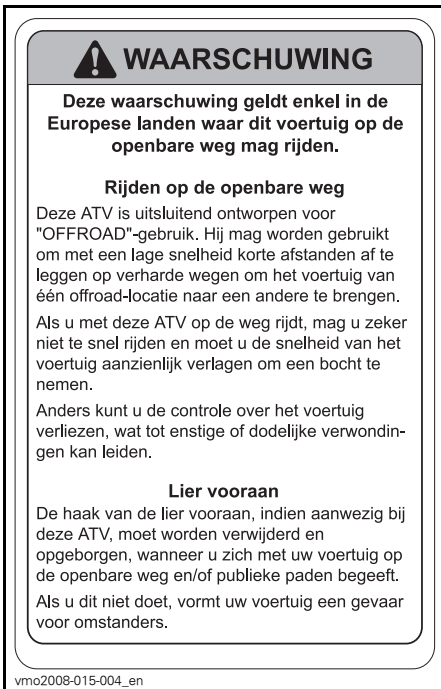 WAARSCHUWING
Deze waarschuwing geldt enkel in de
Europese landen waar dit voertuig op de
openbare weg mag rijden.
Rijden op de openbare weg
Deze ATV is uitsluitend ontworpen voor
"OFFROAD"-gebruik. Hij mag worden gebruikt
om met een lage snelheid korte afstanden af te
leggen op verharde wegen om het voertuig van
één offroad-locatie naar een andere te brengen.
Als u met deze ATV op de weg rijdt, mag u zeker
niet te snel rijden en moet u de snelheid van het
voertuig aanzienlijk verlagen om een bocht te
nemen.
Anders kunt u de controle over het voertuig
verliezen, wat tot enstige of dodelijke verwondin-
gen kan leiden.
Lier vooraan
De haak van de lier vooraan, indien aanwezig bij
deze ATV, moet worden verwijderd en
opgeborgen, wanneer u zich met uw voertuig op
de openbare weg en/of publieke paden begeeft.
Als u dit niet doet, vormt uw voertuig een gevaar
voor omstanders.
vmo2008-015-004_en